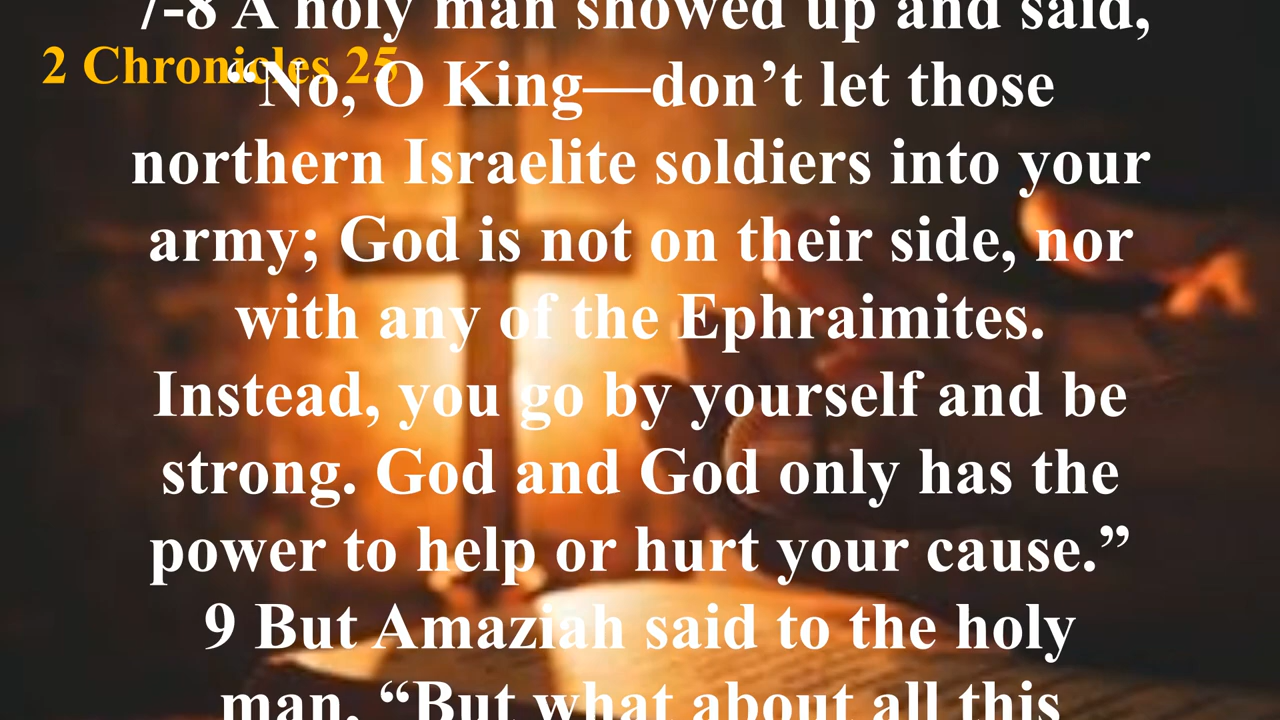 7-8 A holy man showed up and said,
2 Chronicles 25
“No, O King—don’t let those
northern Israelite soldiers into your
army; God is not on their side, nor
with any of the Ephraimites.
Instead, you go by yourself and be
strong. God and God only has the
power to help or hurt your cause.”
9 But Amaziah said to the holy
man, “But what about all this